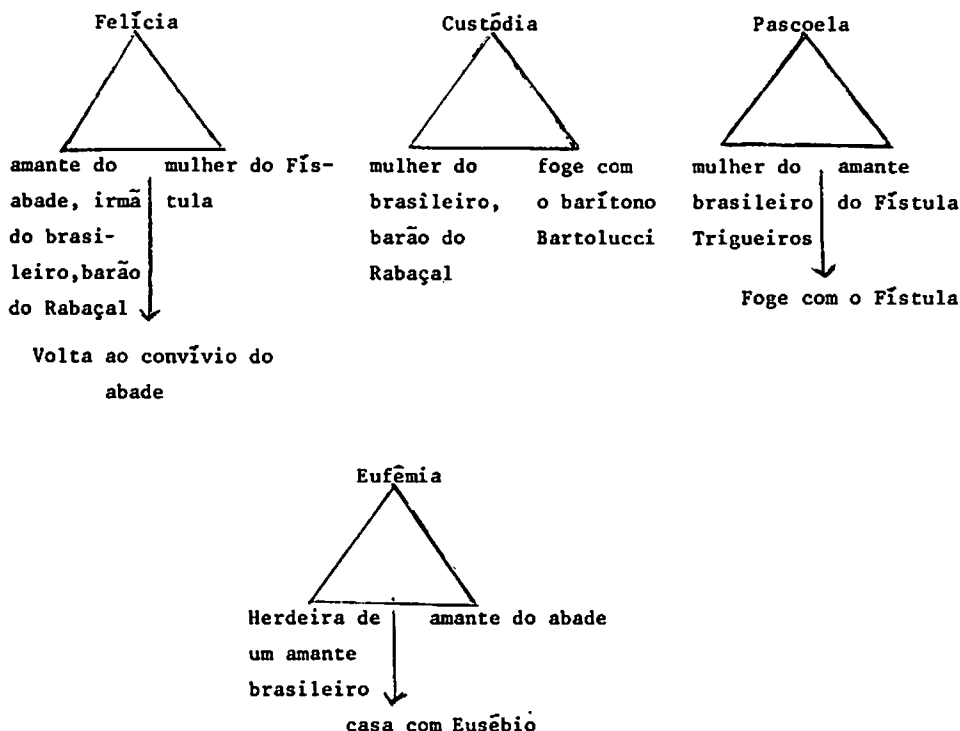 Felícia
amante do
abade, irmã
do brasi-
leiro,barão
do Rabaçal
mulher do Fís-
tula
Volta ao convívio do
abade
Custódia
mulher do
brasileiro,
barão do
Rabaçal
foge com
o barítono
Bartolucci
Pascoela
mulher do
brasileiro
Trigueiros
amante
do Fístula
Foge com o Fístula
Eufêmia
Herdeira de
um amante
brasileiro
amante do abade
casa com Eusébio